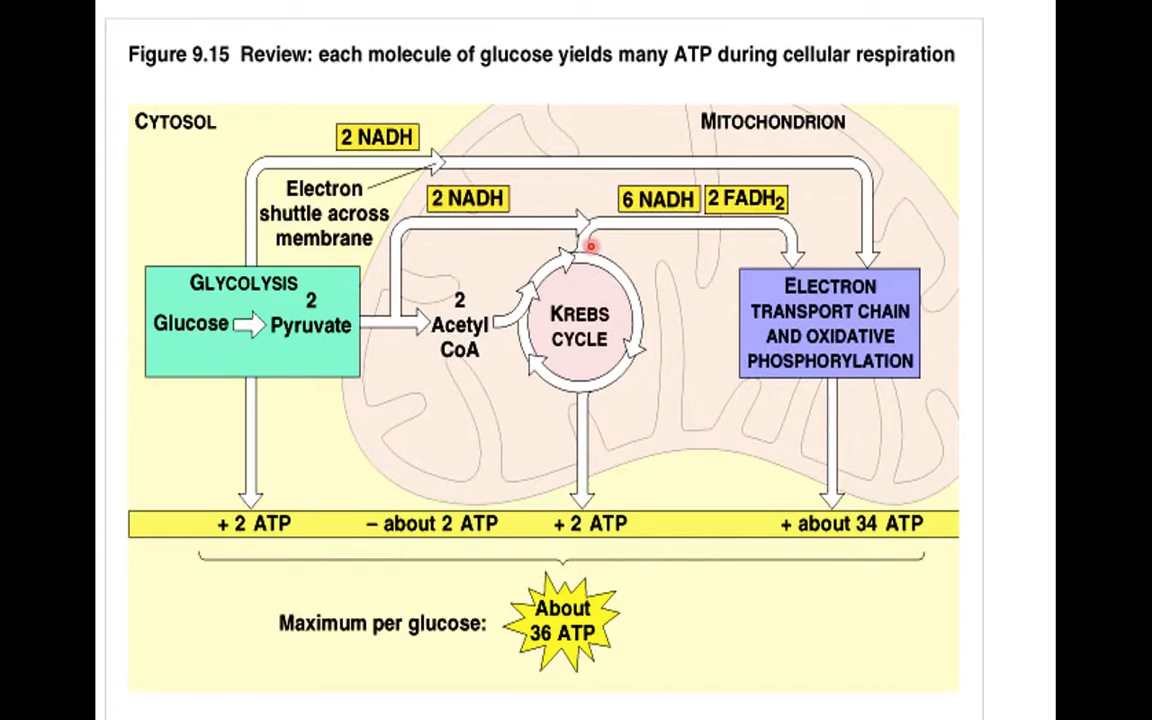 Figure 9.15 Review: each molecule of glucose yields many ATP during cellular respiration
CYTOSOL
MITOCHONDRION
2 NADH
Electron
shuttle across
membrane
2 NADH
6 NADH
2 FADH₂
GLYCOLYSIS
Glucose
2
Pyruvate
2
Acetyl
CoA
KREBS
CYCLE
ELECTRON
TRANSPORT CHAIN
AND OXIDATIVE
PHOSPHORYLATION
+ 2 ATP
– about 2 ATP
+ 2 ATP
+ about 34 ATP
Maximum per glucose:
About
36 ATP